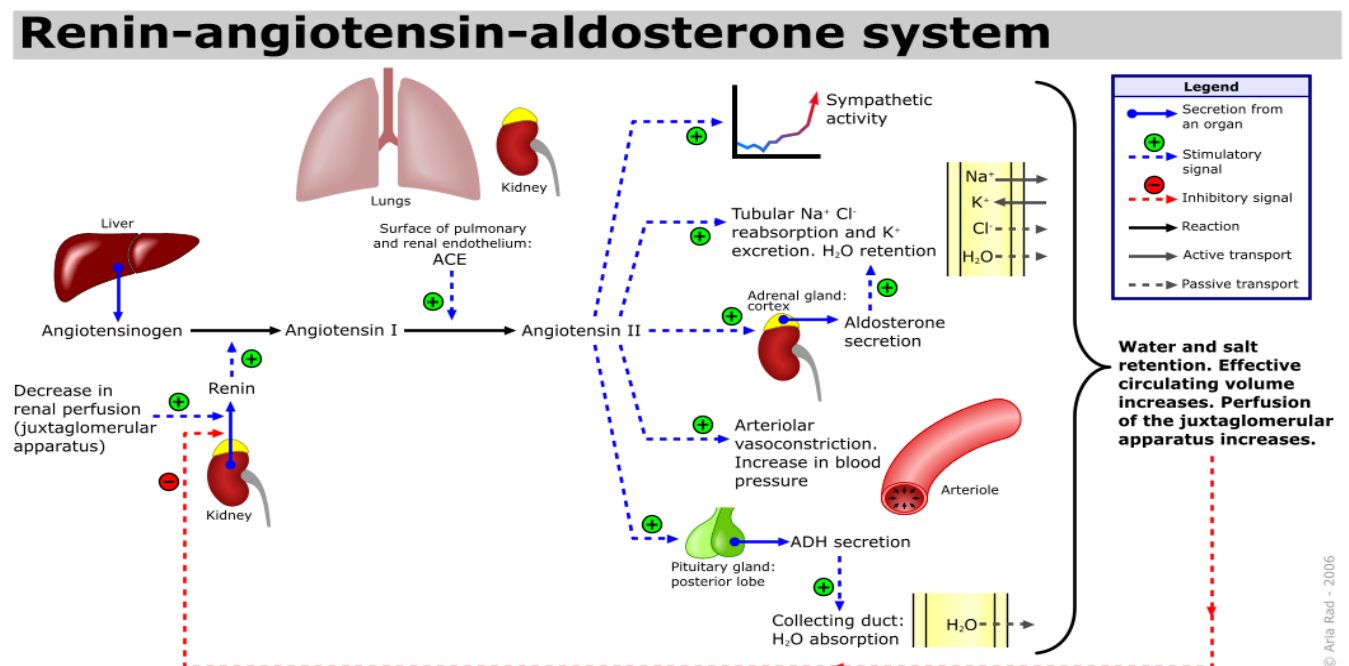 Renin-angiotensin-aldosterone system
Lungs
Kidney
Liver
Surface of pulmonary
and renal endothelium:
ACE
Angiotensinogen
Angiotensin I
Angiotensin II
Renin
Decrease in
renal perfusion
(juxtaglomerular
apparatus)
Kidney
Sympathetic
activity
Tubular Na⁺ Cl⁻
reabsorption and K⁺
excretion. H₂O retention
Na⁺
K⁺
Cl⁻
H₂O
Adrenal gland:
cortex
Aldosterone
secretion
Arteriolar
vasoconstriction.
Increase in blood
pressure
Arteriole
Pituitary gland:
posterior lobe
ADH secretion
Collecting duct:
H₂O absorption
H₂O
Legend
Secretion from
an organ
Stimulatory
signal
Inhibitory signal
Reaction
Active transport
Passive transport
Water and salt
retention. Effective
circulating volume
increases. Perfusion
of the juxtaglomerular
apparatus increases.
© Aria Rad - 2006